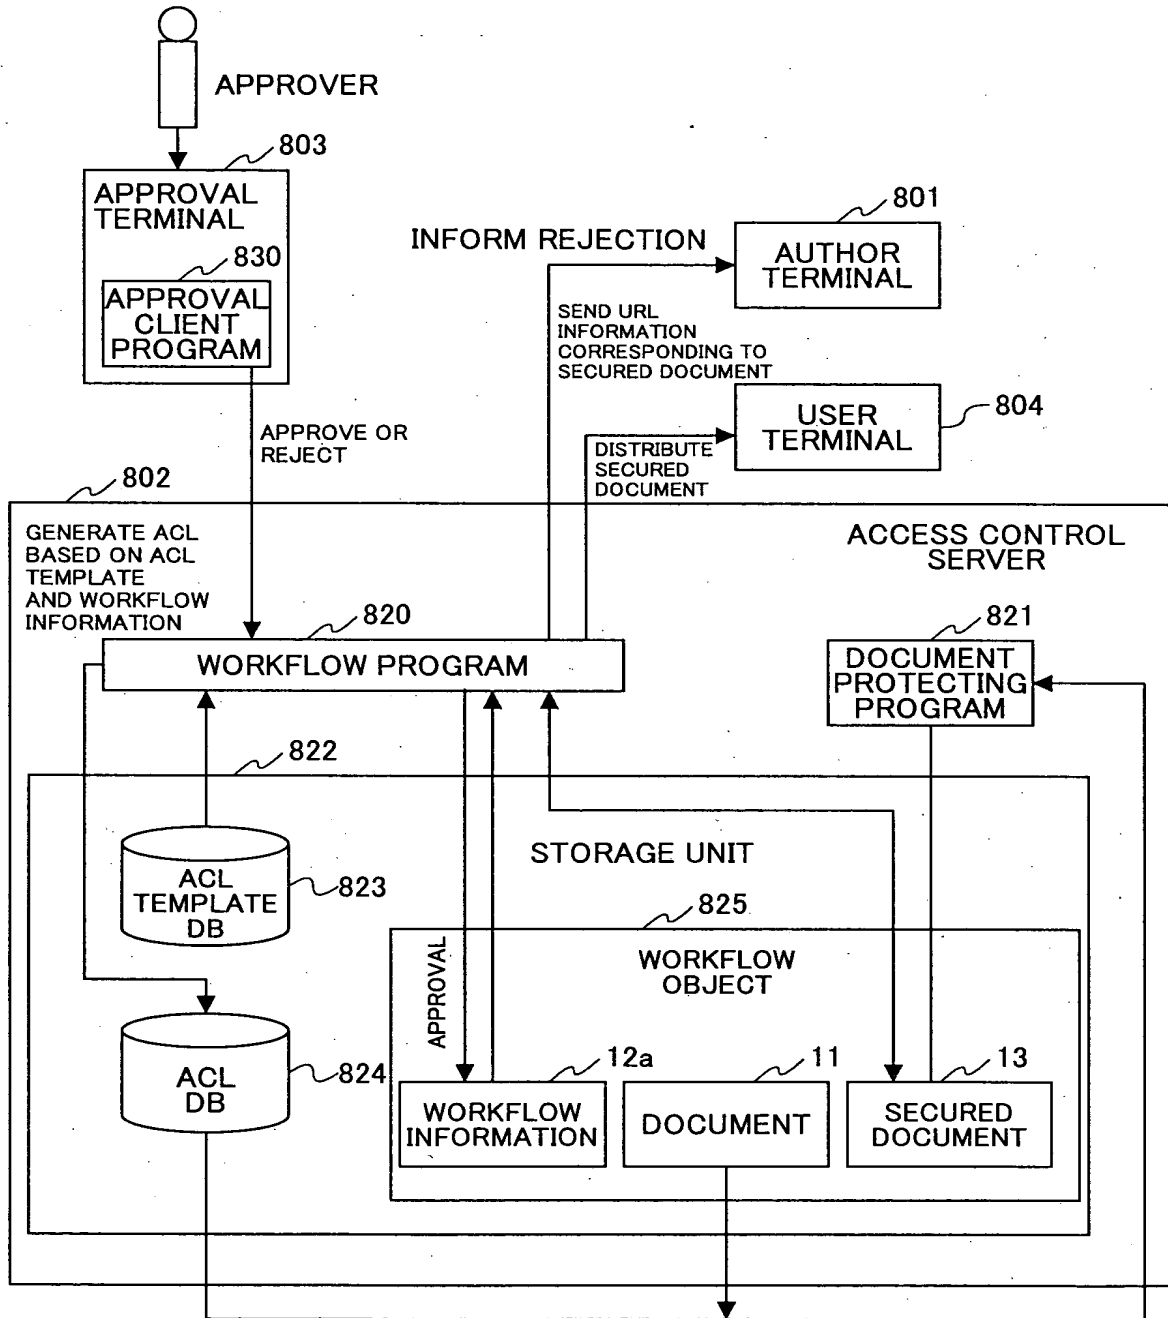 APPROVER
803
APPROVAL
TERMINAL
830
APPROVAL
CLIENT
PROGRAM
801
INFORM REJECTION
AUTHOR
TERMINAL
SEND URL
INFORMATION
CORRESPONDING TO
SECURED DOCUMENT
804
USER
TERMINAL
APPROVE OR
REJECT
DISTRIBUTE
SECURED
DOCUMENT
802
GENERATE ACL
BASED ON ACL
TEMPLATE
AND WORKFLOW
INFORMATION
ACCESS CONTROL
SERVER
820
WORKFLOW PROGRAM
821
DOCUMENT
PROTECTING
PROGRAM
822
STORAGE UNIT
ACL
TEMPLATE
DB
823
825
WORKFLOW
OBJECT
APPROVAL
ACL
DB
824
12a
WORKFLOW
INFORMATION
11
DOCUMENT
13
SECURED
DOCUMENT